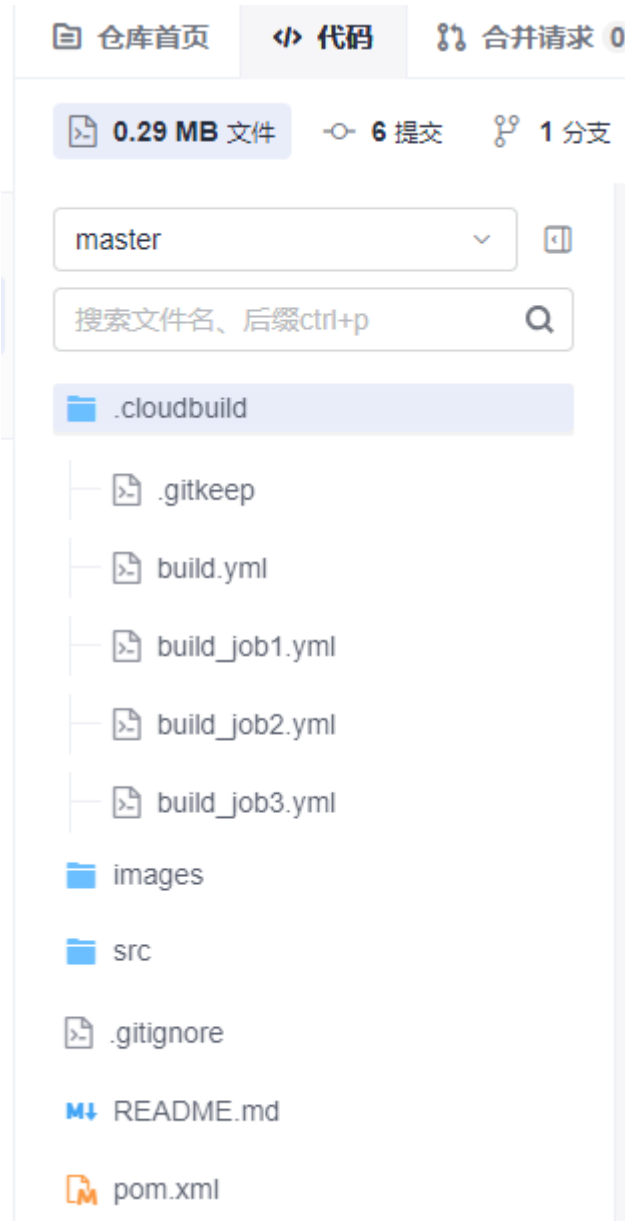 仓库首页 代码 合并请求 0
0.29 MB 文件 6 提交 1 分支
master
搜索文件名、后缀ctrl+p
.cloudbuild
.gitkeep
build.yml
build_job1.yml
build_job2.yml
build_job3.yml
images
src
.gitignore
README.md
pom.xml